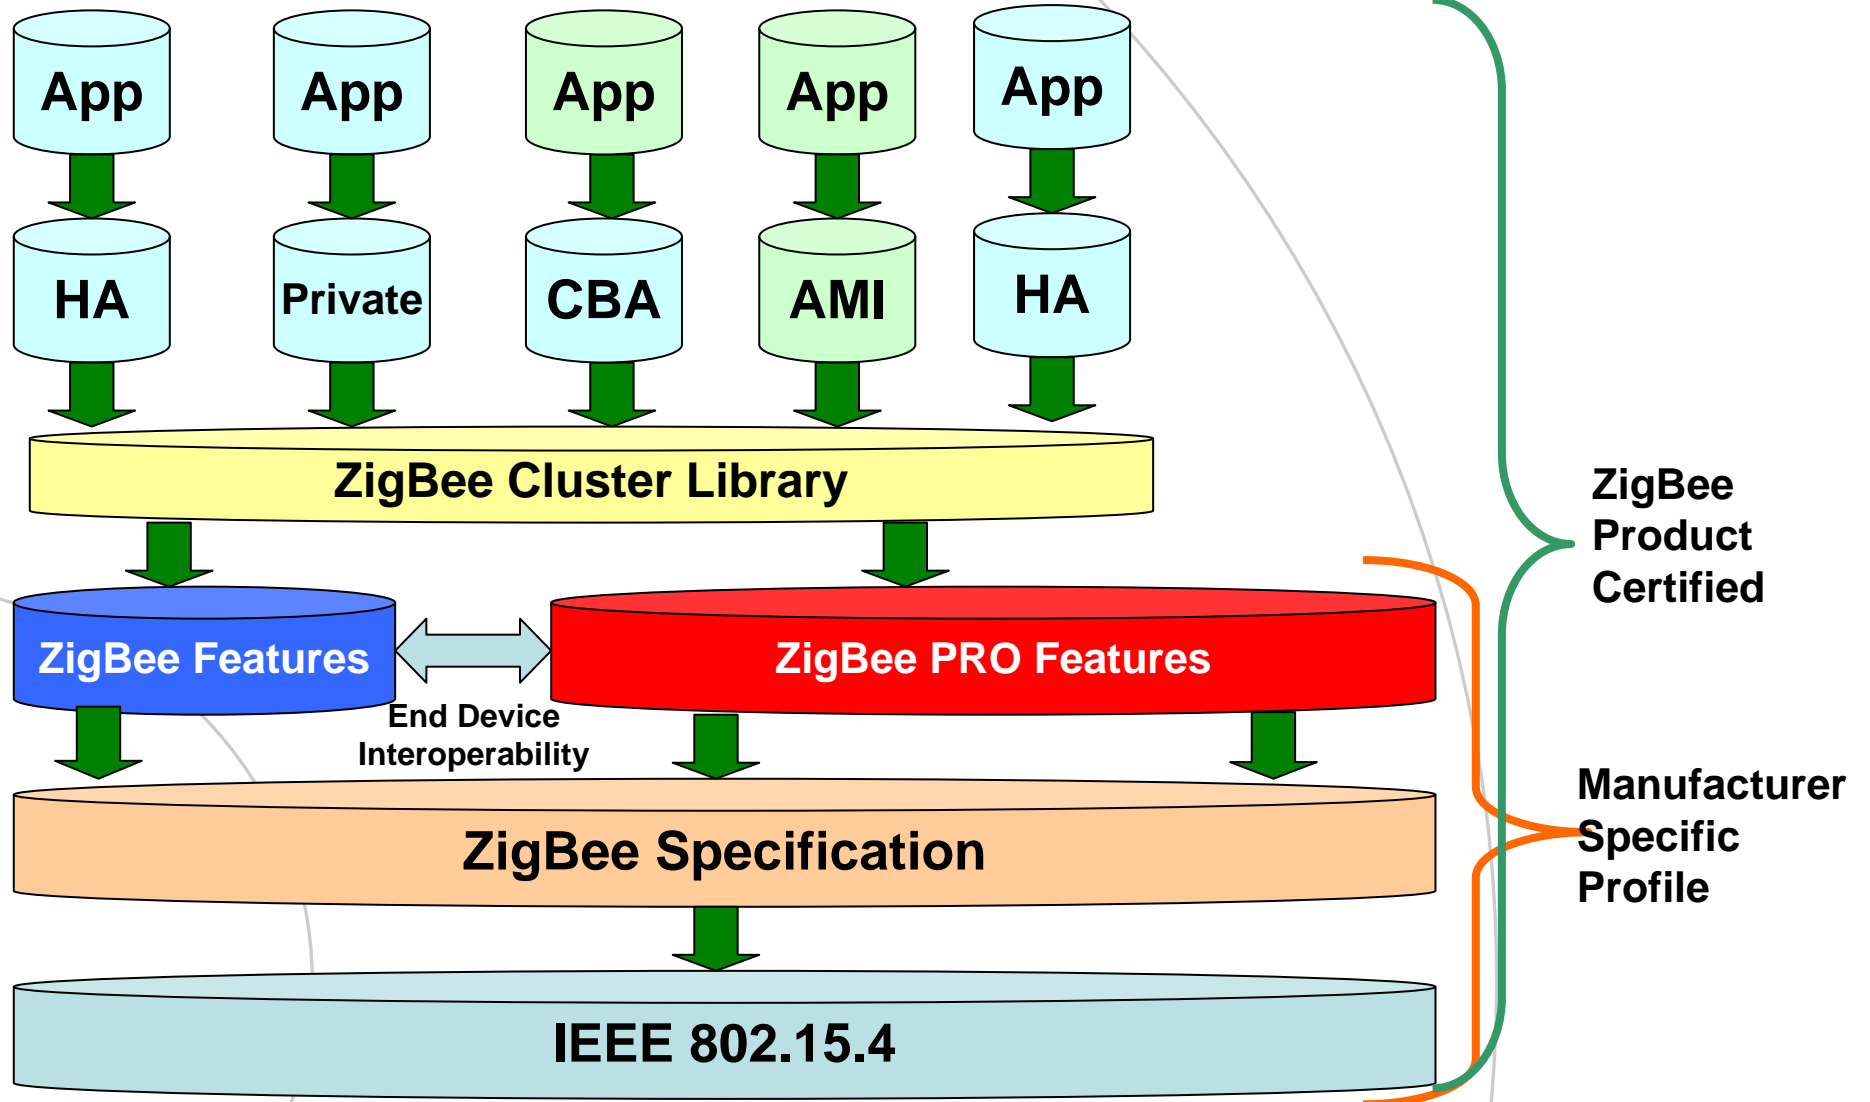 App
App
App
App
App
HA
Private
CBA
AMI
HA
ZigBee Cluster Library
ZigBee
Product
Certified
ZigBee Features
ZigBee PRO Features
End Device
Interoperability
Manufacturer
Specific
Profile
ZigBee Specification
IEEE 802.15.4